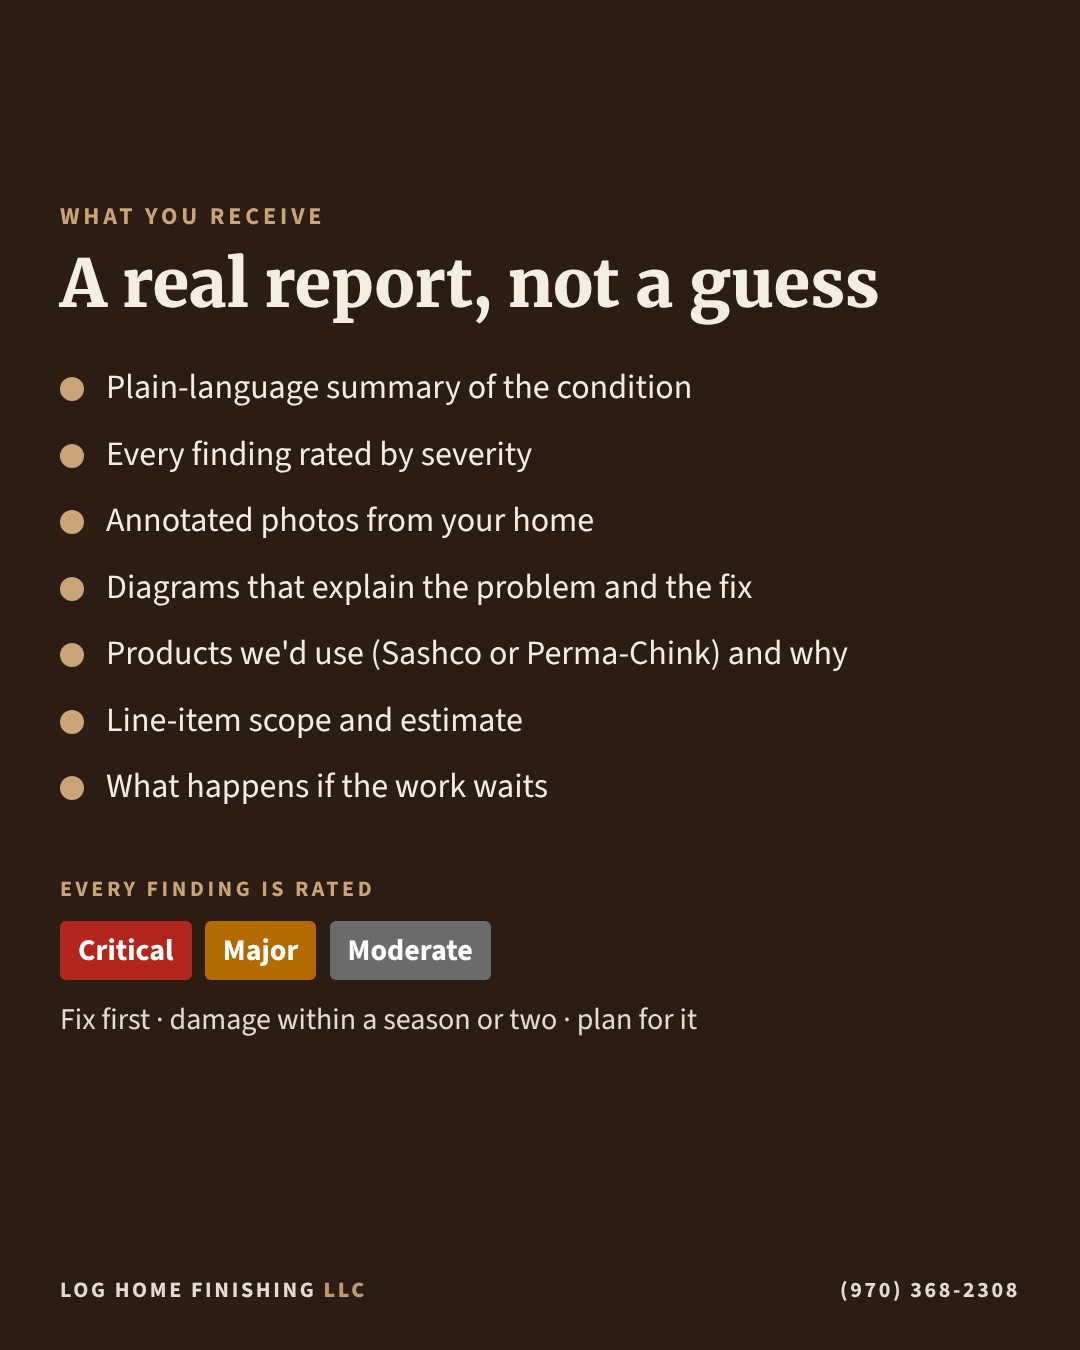 WHAT YOU RECEIVE
A real report, not a guess
Plain-language summary of the condition
Every finding rated by severity
Annotated photos from your home
Diagrams that explain the problem and the fix
Products we'd use (Sashco or Perma-Chink) and why
Line-item scope and estimate
What happens if the work waits
EVERY FINDING IS RATED
Critical Major Moderate
Fix first · damage within a season or two · plan for it
LOG HOME FINISHING LLC (970) 368-2308